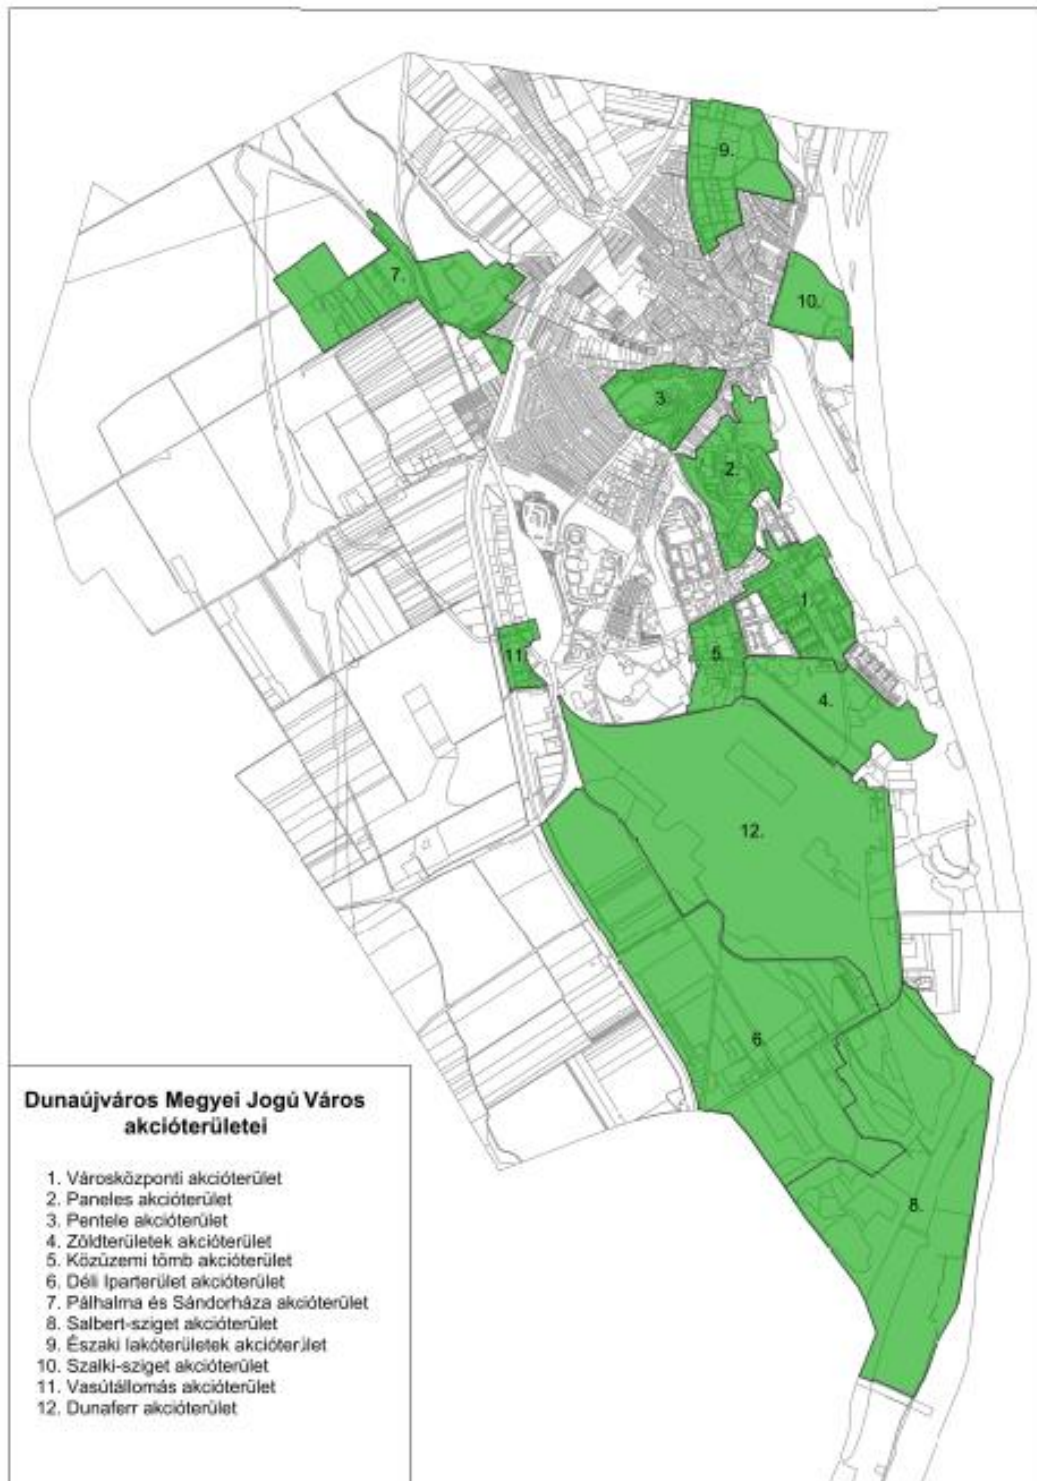 9.
7.
10.
3.
2.
1.
11.
5.
4.
12.
6.
8.
Dunaújváros Megyei Jogú Város
akcióterületei
1. Városközponti akcióterület
2. Paneles akcióterület
3. Pentele akcióterület
4. Zöldterületek akcióterület
5. Közüzemi tömb akcióterület
6. Déli Iparterület akcióterület
7. Pálhalma és Sándorháza akcióterület
8. Salbert-sziget akcióterület
9. Északi lakóterületek akcióterület
10. Szalki-sziget akcióterület
11. Vasútállomás akcióterület
12. Dunaferr akcióterület